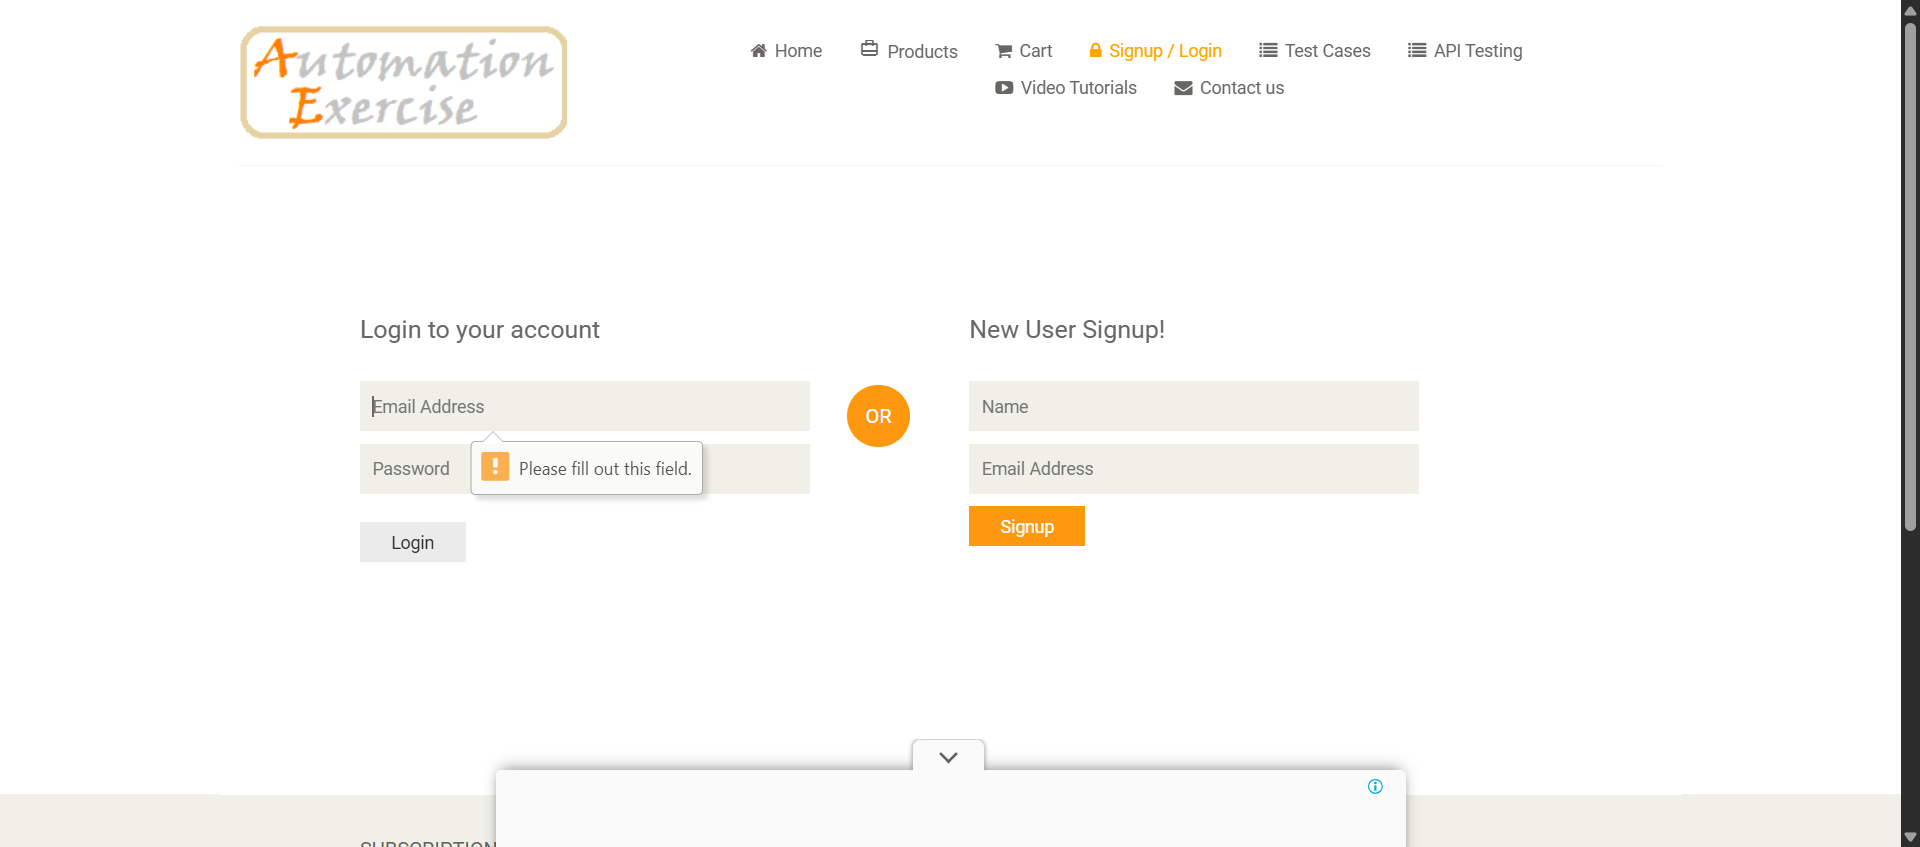 Automation
Exercise
Home
Products
Cart
Signup / Login
Test Cases
API Testing
Video Tutorials
Contact us
Login to your account
Email Address
Password
Please fill out this field.
Login
OR
New User Signup!
Name
Email Address
Signup
SUBSCRIPTION